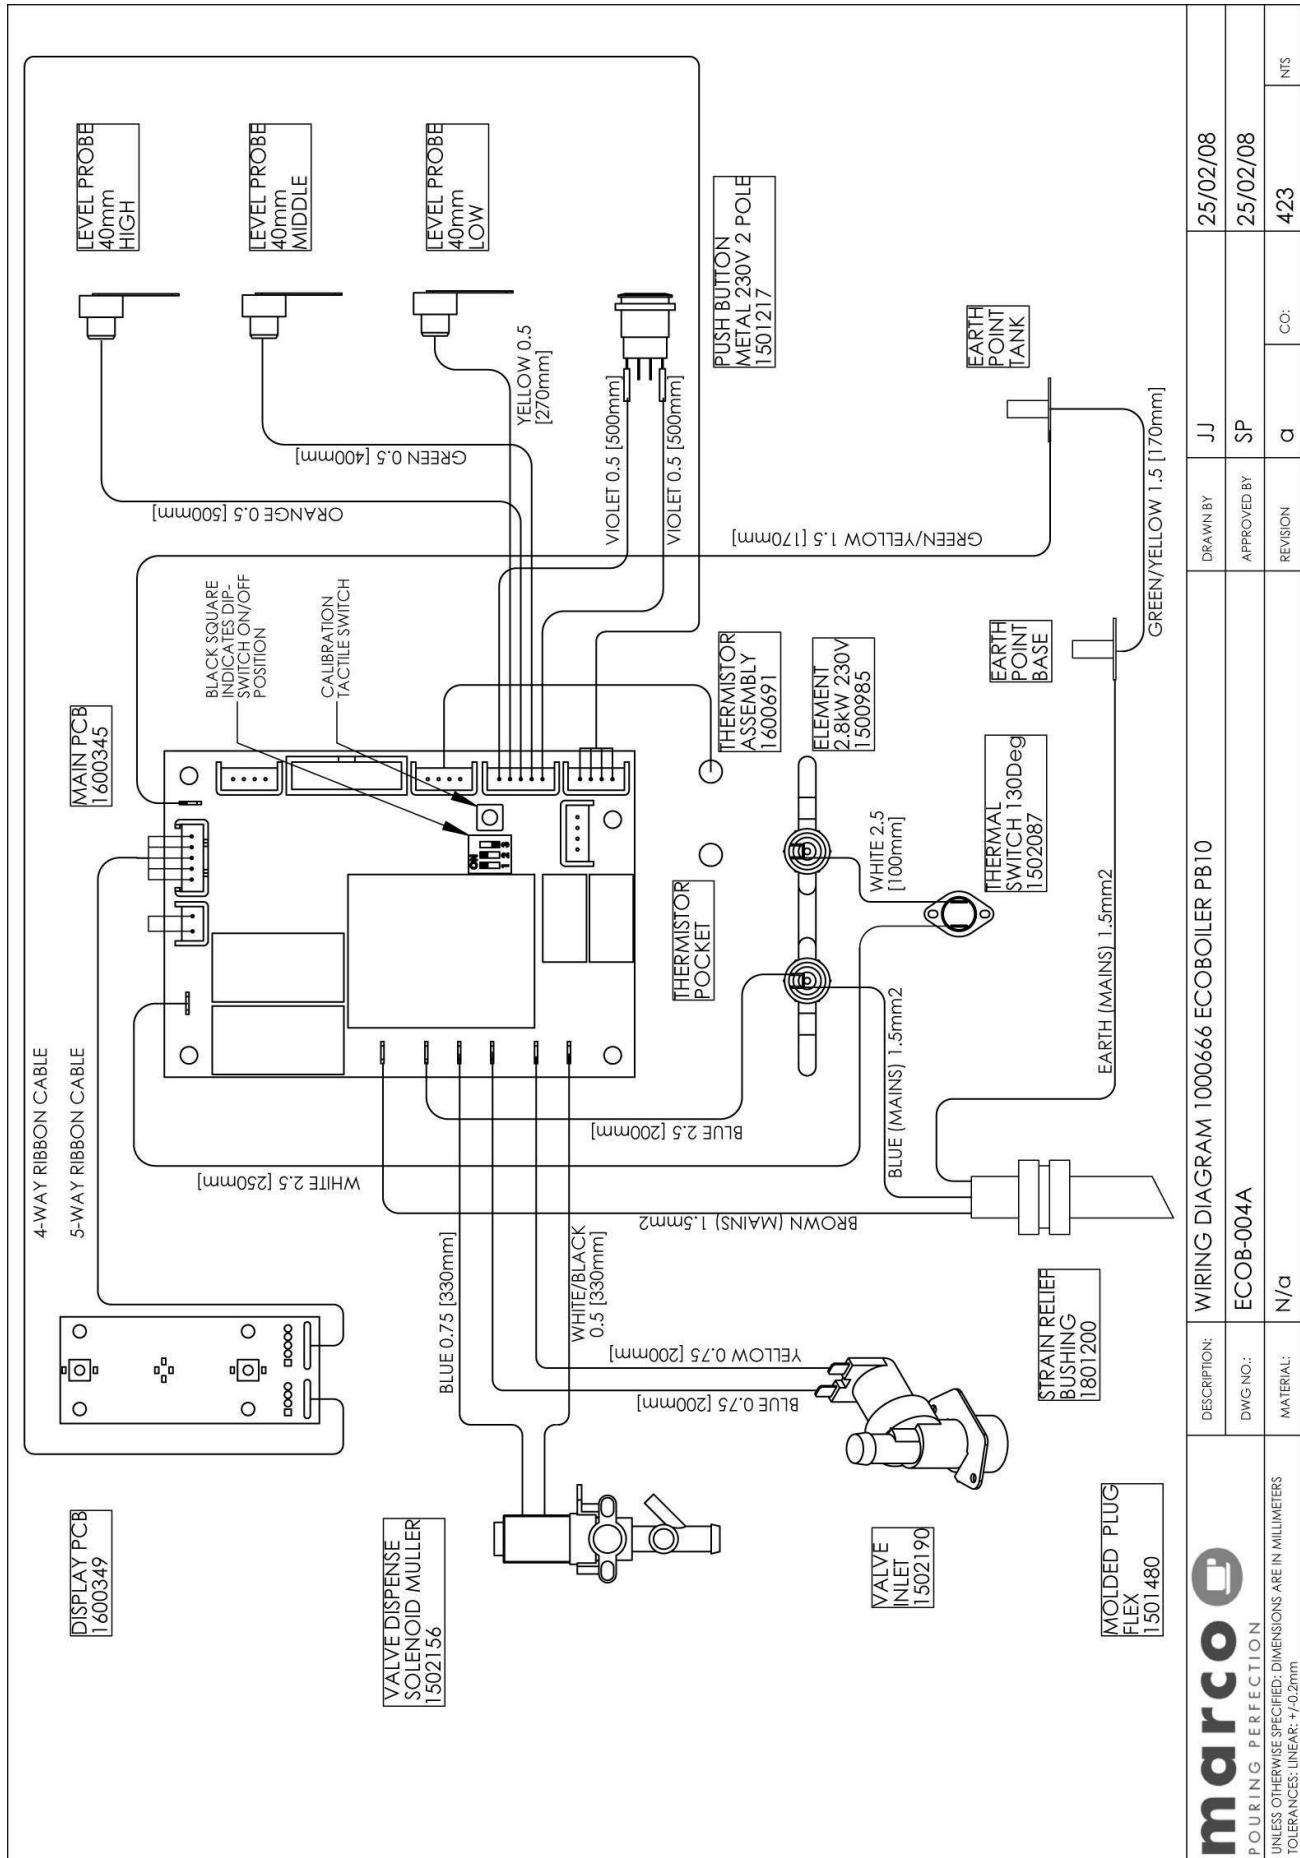 4-WAY RIBBON CABLE
5-WAY RIBBON CABLE
DISPLAY PCB
1600349
MAIN PCB
1600345
LEVEL PROBE
40mm
HIGH
LEVEL PROBE
40mm
MIDDLE
LEVEL PROBE
40mm
LOW
BLACK SQUARE
INDICATES DIP-
SWITCH ON/OFF
POSITION
CALIBRATION
TACTILE SWITCH
ON
1 2 3
ORANGE 0.5 [500mm]
GREEN 0.5 [400mm]
YELLOW 0.5
[270mm]
VIOLET 0.5 [500mm]
VIOLET 0.5 [500mm]
PUSH BUTTON
METAL 230V 2 POLE
1501217
WHITE 2.5 [250mm]
BLUE 2.5 [200mm]
BROWN (MAINS) 1.5mm2
VALVE DISPENSE
SOLENOID MULLER
1502156
BLUE 0.75 [330mm]
WHITE/BLACK
0.5 [330mm]
YELLOW 0.75 [200mm]
BLUE 0.75 [200mm]
THERMISTOR
POCKET
THERMISTOR
ASSEMBLY
1600691
ELEMENT
2.8kW 230V
1500985
WHITE 2.5
[100mm]
GREEN/YELLOW 1.5 [170mm]
EARTH
POINT
TANK
EARTH
POINT
BASE
THERMAL
SWITCH 130Deg
1502087
BLUE (MAINS) 1.5mm2
EARTH (MAINS) 1.5mm2
GREEN/YELLOW 1.5 [170mm]
VALVE
INLET
1502190
STRAIN RELIEF
BUSHING
1801200
MOLDED PLUG
FLEX
1501480
marco
POURING PERFECTION
UNLESS OTHERWISE SPECIFIED: DIMENSIONS ARE IN MILLIMETERS
TOLERANCES: LINEAR: +/-0.2mm
DESCRIPTION: WIRING DIAGRAM 1000666 ECOBOILER PB10
DRAWN BY JJ 25/02/08
DWG NO.: ECOB-004A
APPROVED BY SP 25/02/08
MATERIAL: N/a
REVISION a CO: 423 NTS